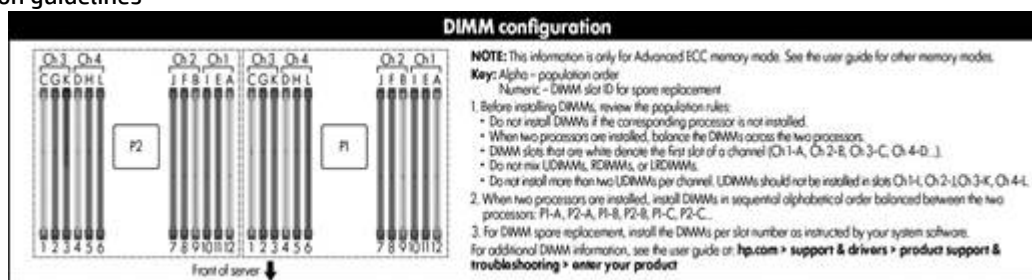 on guidelines
DIMM configuration
Ch 3 Ch 4 Ch 2 Ch 1 Ch 3 Ch 4 Ch 2 Ch 1
C G K D H L J F B I E A C G K D H L J F B I E A
P2 P1
1 2 3 4 5 6 7 8 9 10 11 12 1 2 3 4 5 6 7 8 9 10 11 12
Front of server
NOTE: This information is only for Advanced ECC memory mode. See the user guide for other memory modes.
Key: Alpha – population order
Numeric – DIMM slot ID for spare replacement
1. Before installing DIMMs, review the population rules:
• Do not install DIMMs if the corresponding processor is not installed.
• When two processors are installed, balance the DIMMs across the two processors.
• DIMM slots that are white denote the first slot of a channel (Ch 1-A, Ch 2-B, Ch 3-C, Ch 4-D...).
• Do not mix UDIMMs, RDIMMs, or LRDIMMs.
• Do not install more than two UDIMMs per channel. UDIMMs should not be installed in slots Ch 1-I, Ch 2-J, Ch 3-K, Ch 4-L.
2. When two processors are installed, install DIMMs in sequential alphabetical order balanced between the two
processors: P1-A, P2-A, P1-B, P2-B, P1-C, P2-C...
3. For DIMM spare replacement, install the DIMMs per slot number as instructed by your system software.
For additional DIMM information, see the user guide at: hp.com > support & drivers > product support &
troubleshooting > enter your product